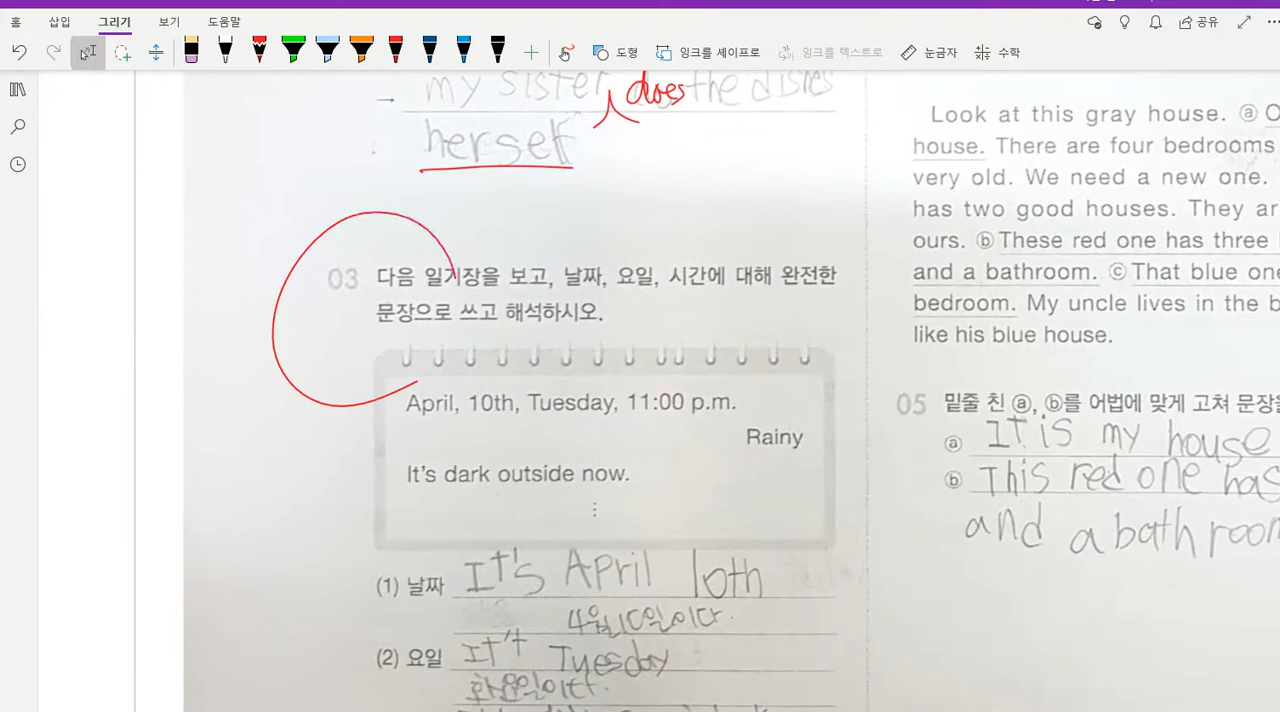 홈 삽입 그리기 보기 도움말
공유
도형 잉크를 셰이프로 잉크를 텍스트로 눈금자 수학
my sister does the dishes
herself
03 다음 일기장을 보고, 날짜, 요일, 시간에 대해 완전한
문장으로 쓰고 해석하시오.
April, 10th, Tuesday, 11:00 p.m.
Rainy
It's dark outside now.
(1) 날짜 It's April 10th
4월10일이다.
(2) 요일 It's Tuesday
화요일이다.
Look at this gray house. ⓐ
house. There are four bedrooms
very old. We need a new one.
has two good houses. They
ours. ⓑ These red one has three
and a bathroom. ⓒ That blue one
bedroom. My uncle lives in the
like his blue house.
05 밑줄 친 ⓐ, ⓑ를 어법에 맞게 고쳐
ⓐ It is my house
ⓑ This red one has
and a bathroom